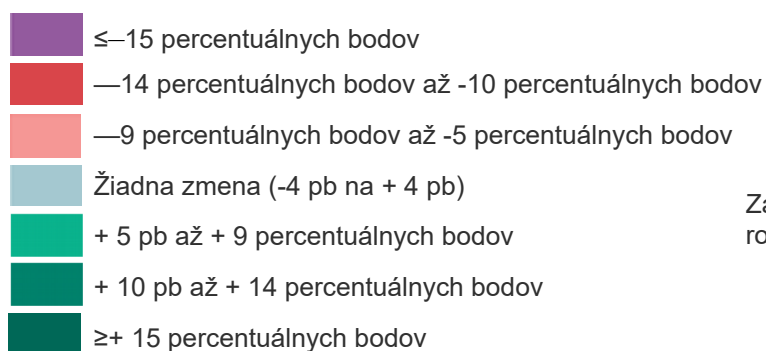 ≤–15 percentuálnych bodov
—14 percentuálnych bodov až -10 percentuálnych bodov
—9 percentuálnych bodov až -5 percentuálnych bodov
Žiadna zmena (-4 pb na + 4 pb)
+ 5 pb až + 9 percentuálnych bodov
+ 10 pb až + 14 percentuálnych bodov
≥+ 15 percentuálnych bodov